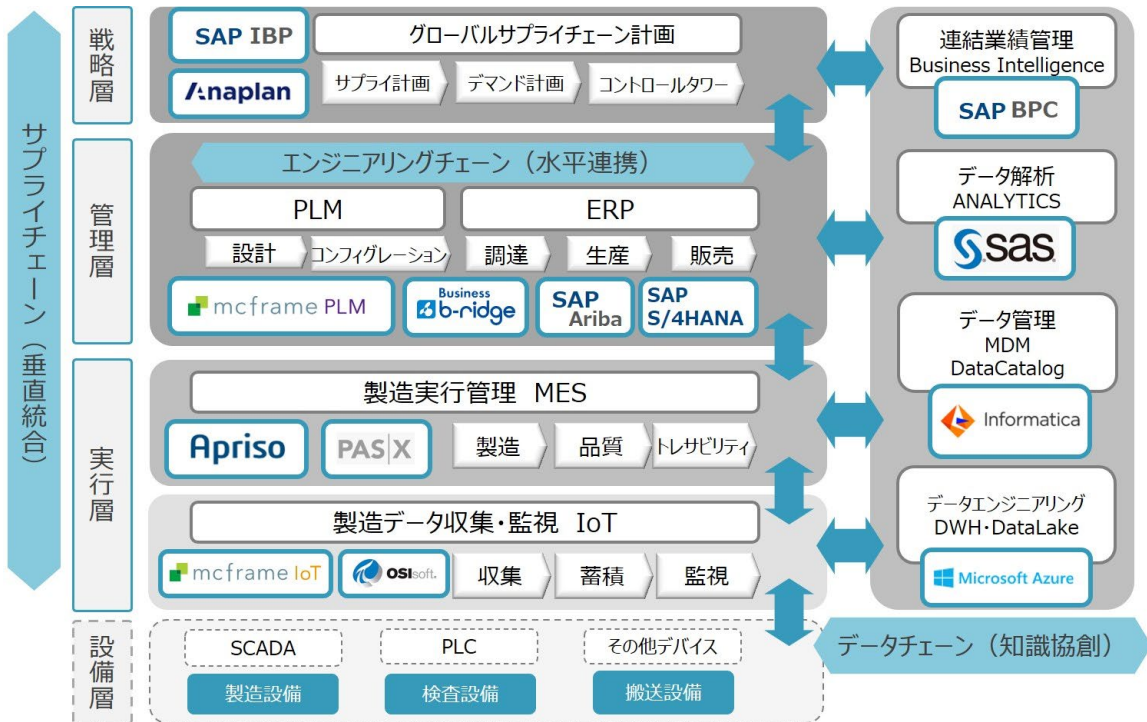 サプライチェーン（垂直統合）
戦略層
SAP IBP
グローバルサプライチェーン計画
Anaplan
サプライ計画
デマンド計画
コントロールタワー
管理層
エンジニアリングチェーン（水平連携）
PLM
ERP
設計
コンフィグレーション
調達
生産
販売
mcframe PLM
Business
b-ridge
SAP
Ariba
SAP
S/4HANA
実行層
製造実行管理 MES
Apriso
PAS|X
製造
品質
トレサビリティ
製造データ収集・監視 IoT
mcframe IoT
OSIsoft.
収集
蓄積
監視
設備層
SCADA
PLC
その他デバイス
製造設備
検査設備
搬送設備
連結業績管理
Business Intelligence
SAP BPC
データ解析
ANALYTICS
sas
データ管理
MDM
DataCatalog
Informatica
データエンジニアリング
DWH・DataLake
Microsoft Azure
データチェーン（知識協創）